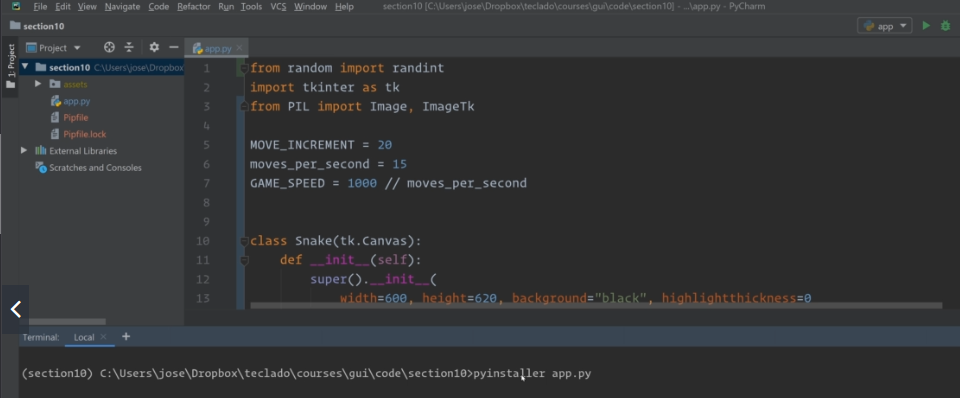 File Edit View Navigate Code Refactor Run Tools VCS Window Help section10 [C:\Users\jose\Dropbox\teclado\courses\gui\code\section10] - ...\app.py - PyCharm
section10
app
1: Project
Project
app.py
section10 C:\Users\jose\Dropbox
assets
app.py
Pipfile
Pipfile.lock
External Libraries
Scratches and Consoles
1 from random import randint
2 import tkinter as tk
3 from PIL import Image, ImageTk
4
5 MOVE_INCREMENT = 20
6 moves_per_second = 15
7 GAME_SPEED = 1000 // moves_per_second
8
9
10 class Snake(tk.Canvas):
11 def __init__(self):
12 super().__init__(
13 width=600, height=620, background="black", highlightthickness=0
Terminal: Local × +
(section10) C:\Users\jose\Dropbox\teclado\courses\gui\code\section10>pyinstaller app.py